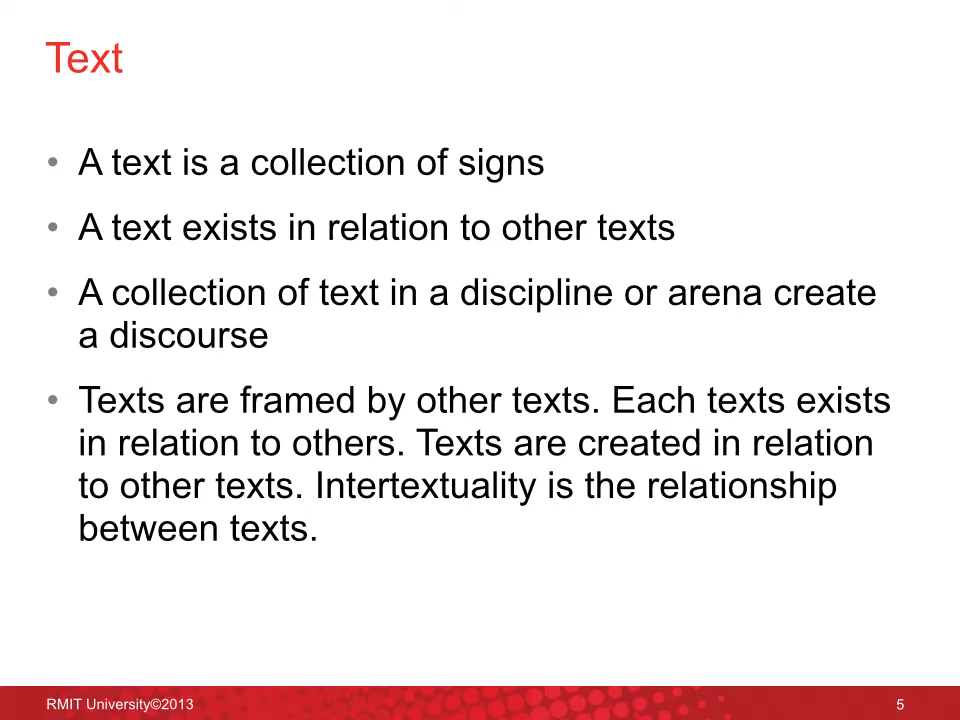 Text
• A text is a collection of signs
• A text exists in relation to other texts
• A collection of text in a discipline or arena create
a discourse
• Texts are framed by other texts. Each texts exists
in relation to others. Texts are created in relation
to other texts. Intertextuality is the relationship
between texts.
RMIT University©2013
5